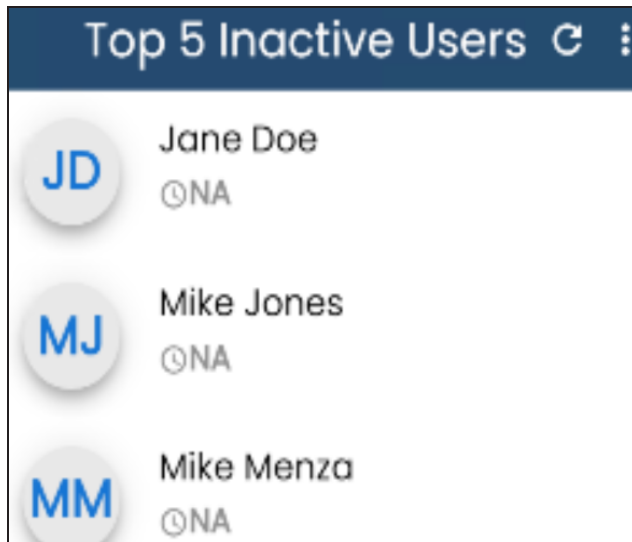 Top 5 Inactive Users
JD
Jane Doe
NA
MJ
Mike Jones
NA
MM
Mike Menza
NA